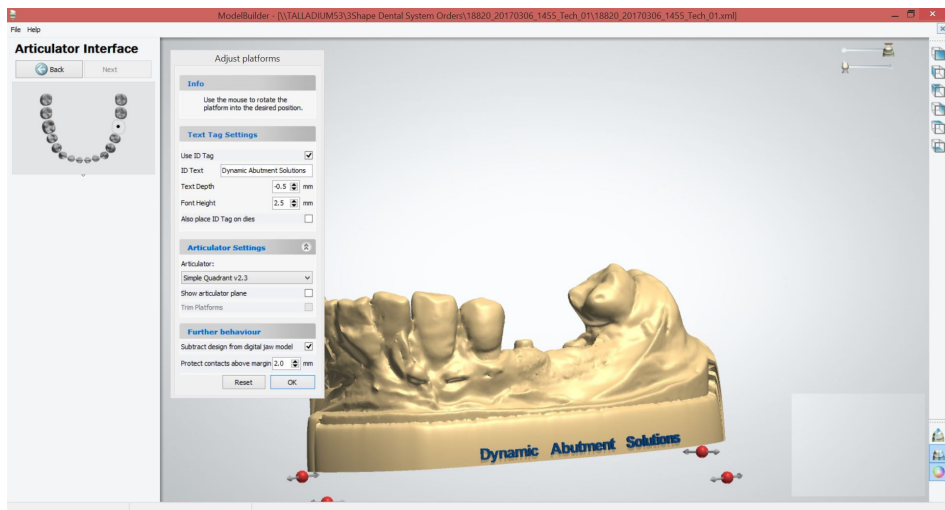 ModelBuilder - [\\TALLADIUM53\3Shape Dental System Orders\18820_20170306_1455_Tech_01\18820_20170306_1455_Tech_01.xml]
File Help
Articulator Interface
Back Next
Adjust platforms
Info
Use the mouse to rotate the
platform into the desired position.
Text Tag Settings
Use ID Tag
ID Text Dynamic Abutment Solutions
Text Depth -0.5 mm
Font Height 2.5 mm
Also place ID Tag on dies
Articulator Settings
Articulator:
Simple Quadrant v2.3
Show articulator plane
Trim Platforms
Further behaviour
Subtract design from digital jaw model
Protect contacts above margin 2.0 mm
Reset OK
Dynamic Abutment Solutions